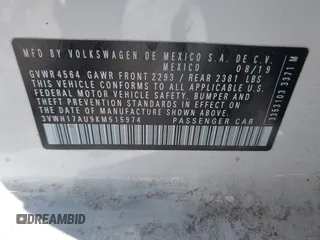 MFD. BY VOLKSWAGEN DE MEXICO S.A. DE C.V.
MEXICO 08/19
GVWR 4564 GAWR FRONT 2293 / REAR 2381 LBS
THIS VEHICLE CONFORMS TO ALL APPLICABLE U.S.
FEDERAL MOTOR VEHICLE SAFETY, BUMPER AND THEFT
PREVENTION STANDARDS IN EFFECT ON THE
DATE OF MANUFACTURE SHOWN ABOVE.
3VWH17AU9KM515974 PASSENGER CAR
3353103 3371 M
DREAMBID